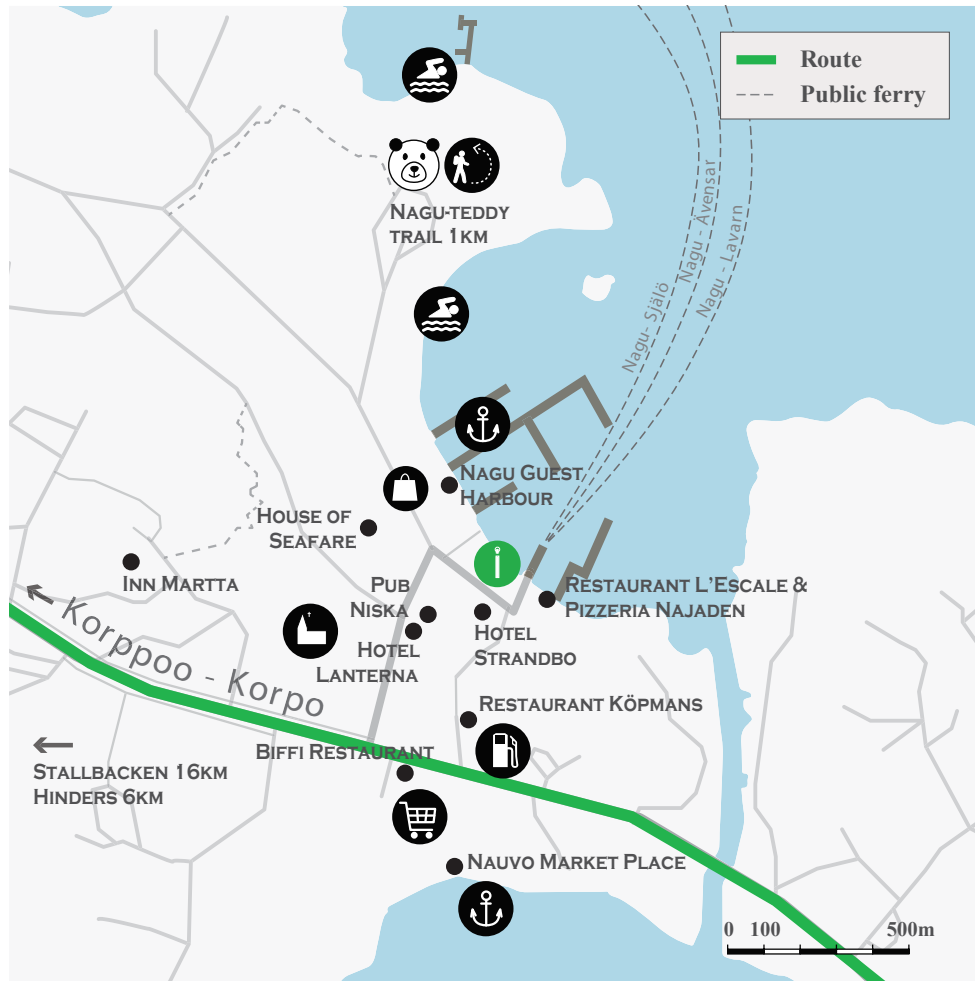 Route
Public ferry
NAGU-TEDDY
TRAIL 1KM
Nagu- Själö
Nagu - Ävensar
Nagu - Lavarn
NAGU GUEST
HARBOUR
HOUSE OF
SEAFARE
INN MARTTA
PUB
NISKA
HOTEL
LANTERNA
HOTEL
STRANDBO
RESTAURANT L'ESCALE &
PIZZERIA NAJADEN
Korppoo - Korpo
RESTAURANT KÖPMANS
BIFFI RESTAURANT
STALLBACKEN 16KM
HINDERS 6KM
NAUVO MARKET PLACE
0 100 500m